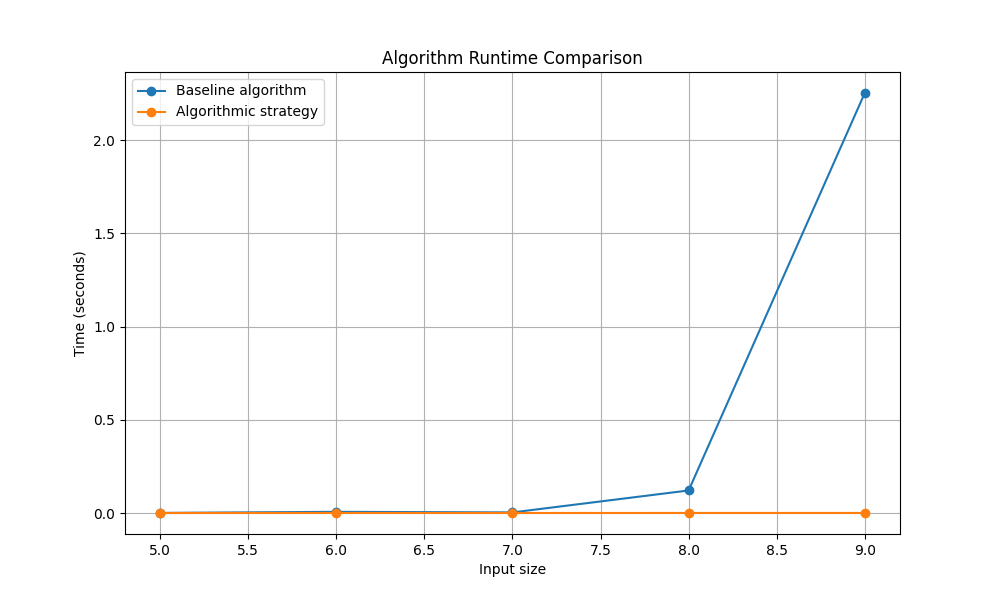 Algorithm Runtime Comparison
Baseline algorithm
Algorithmic strategy
2.0
1.5
1.0
0.5
0.0
Time (seconds)
5.0 5.5 6.0 6.5 7.0 7.5 8.0 8.5 9.0
Input size